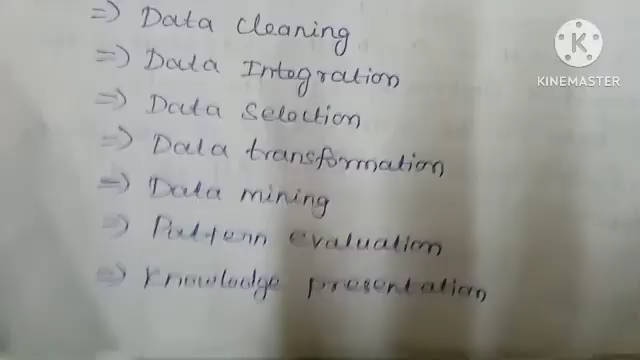 => Data cleaning
=> Data Integration
=> Data Selection
=> Data transformation
=> Data mining
=> Pattern evaluation
=> Knowledge presentation
KINEMASTER